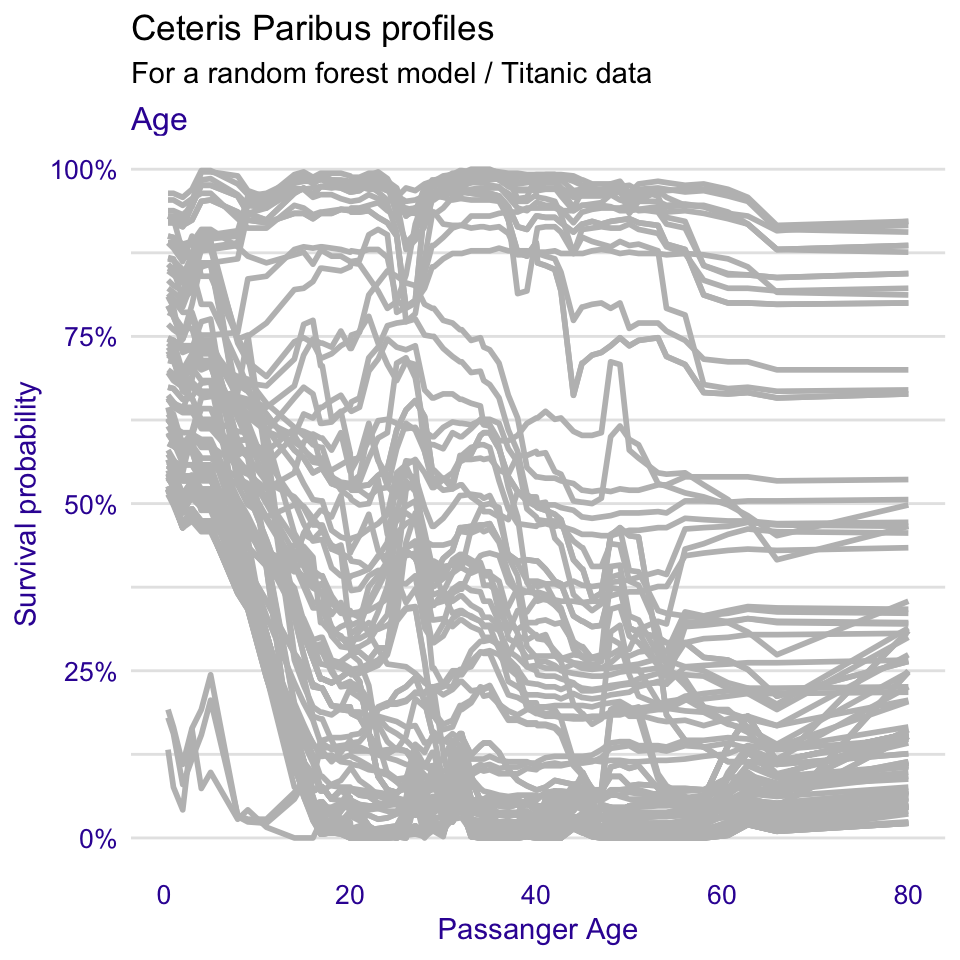 Ceteris Paribus profiles
For a random forest model / Titanic data
Age
100%
75%
50%
25%
0%
Survival probability
0 20 40 60 80
Passanger Age